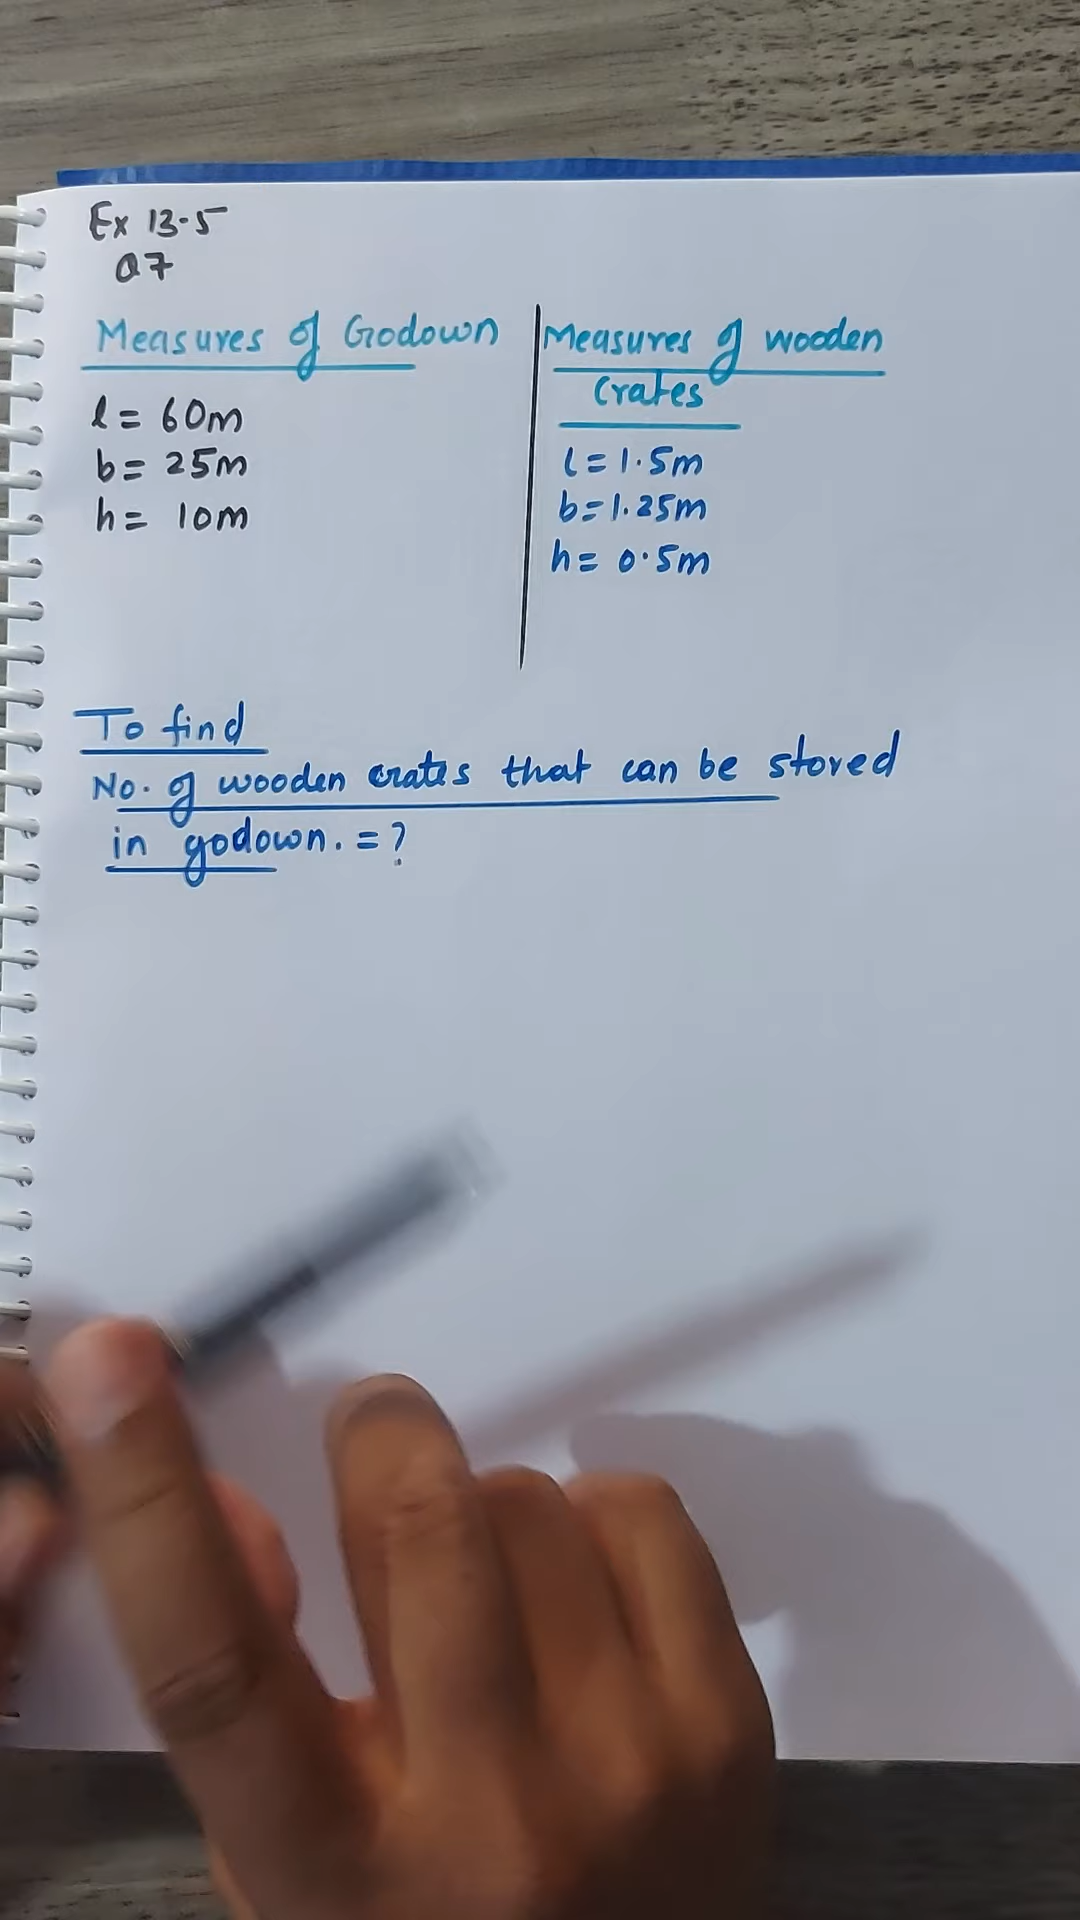 Ex 13.5
Q7
Measures of Godown
l = 60m
b = 25m
h = 10m
Measures of wooden
crates
l = 1.5m
b = 1.25m
h = 0.5m
To find
No. of wooden crates that can be stored
in godown. = ?